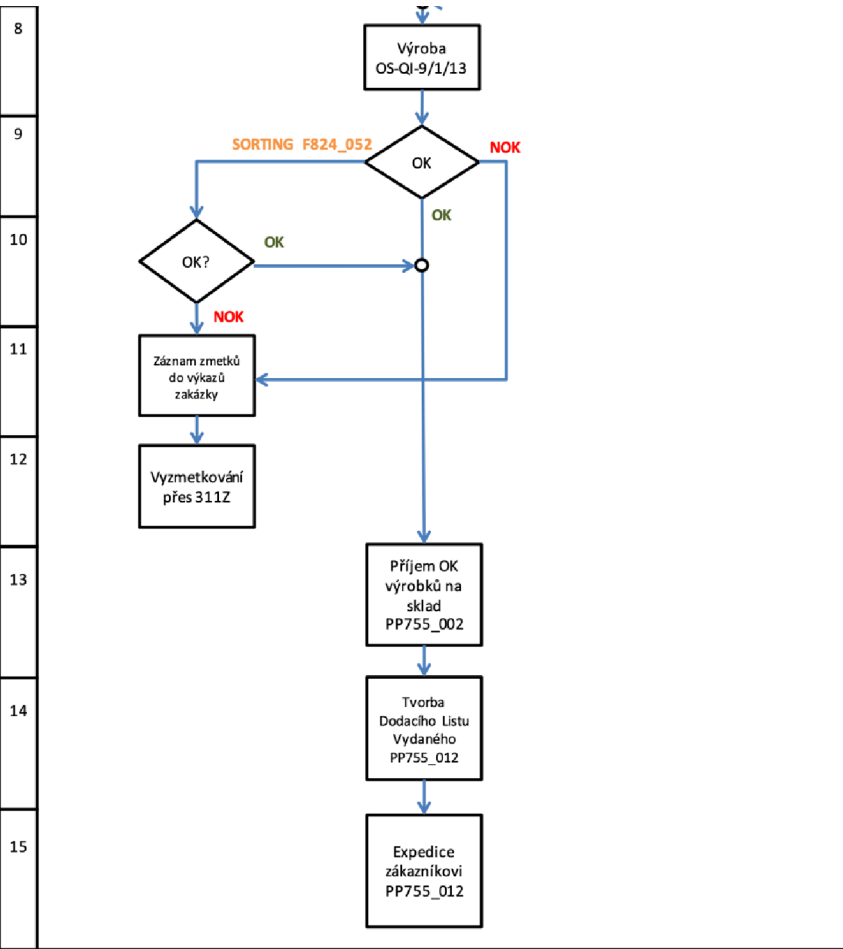 8
Výroba
OS-QI-9/1/13
9
SORTING F824_052
OK
NOK
OK
10
OK?
OK
NOK
11
Záznam zmetků
do výkazů
zakázky
12
Vyzmetkování
přes 311Z
13
Příjem OK
výrobků na
sklad
PP755_002
14
Tvorba
Dodacího Listu
Vydaného
PP755_012
15
Expedice
zákazníkovi
PP755_012